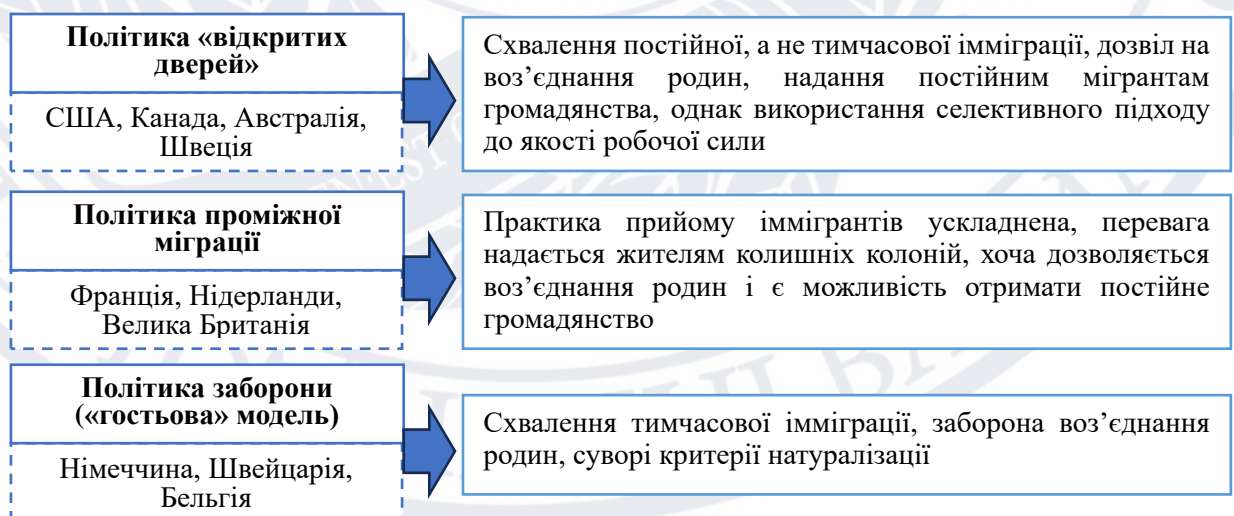 Політика «відкритих
дверей»
США, Канада, Австралія,
Швеція
Схвалення постійної, а не тимчасової імміграції, дозвіл на
воз’єднання родин, надання постійним мігрантам
громадянства, однак використання селективного підходу
до якості робочої сили
Політика проміжної
міграції
Франція, Нідерланди,
Велика Британія
Практика прийому іммігрантів ускладнена, перевага
надається жителям колишніх колоній, хоча дозволяється
воз’єднання родин і є можливість отримати постійне
громадянство
Політика заборони
(«гостьова» модель)
Німеччина, Швейцарія,
Бельгія
Схвалення тимчасової імміграції, заборона воз’єднання
родин, суворі критерії натуралізації